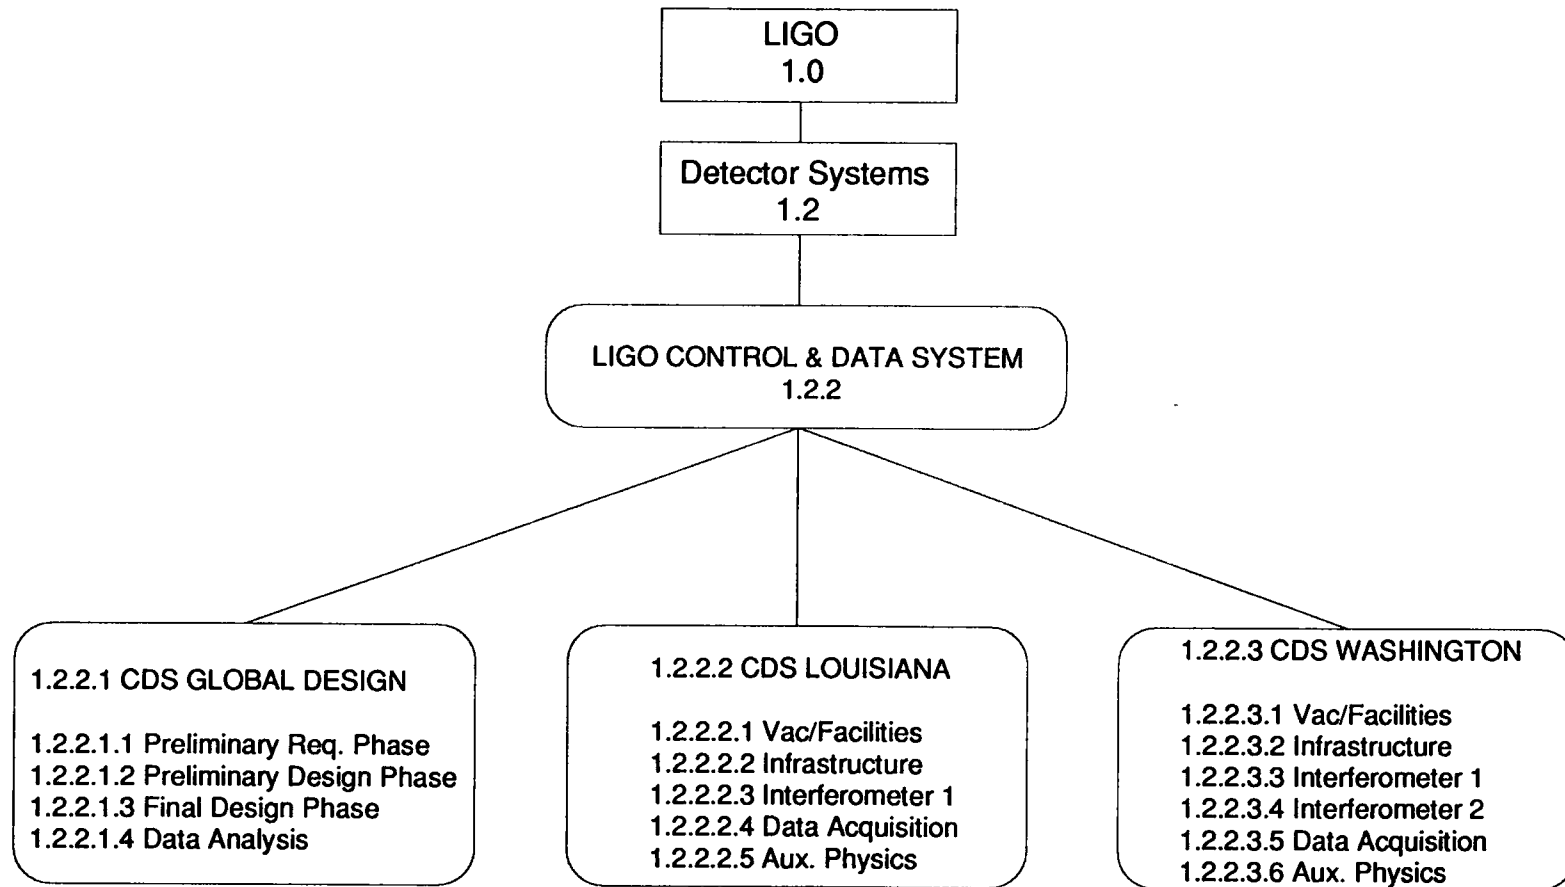 LIGO
1.0
Detector Systems
1.2
LIGO CONTROL & DATA SYSTEM
1.2.2
1.2.2.1 CDS GLOBAL DESIGN
1.2.2.1.1 Preliminary Req. Phase
1.2.2.1.2 Preliminary Design Phase
1.2.2.1.3 Final Design Phase
1.2.2.1.4 Data Analysis
1.2.2.2 CDS LOUISIANA
1.2.2.2.1 Vac/Facilities
1.2.2.2.2 Infrastructure
1.2.2.2.3 Interferometer 1
1.2.2.2.4 Data Acquisition
1.2.2.2.5 Aux. Physics
1.2.2.3 CDS WASHINGTON
1.2.2.3.1 Vac/Facilities
1.2.2.3.2 Infrastructure
1.2.2.3.3 Interferometer 1
1.2.2.3.4 Interferometer 2
1.2.2.3.5 Data Acquisition
1.2.2.3.6 Aux. Physics